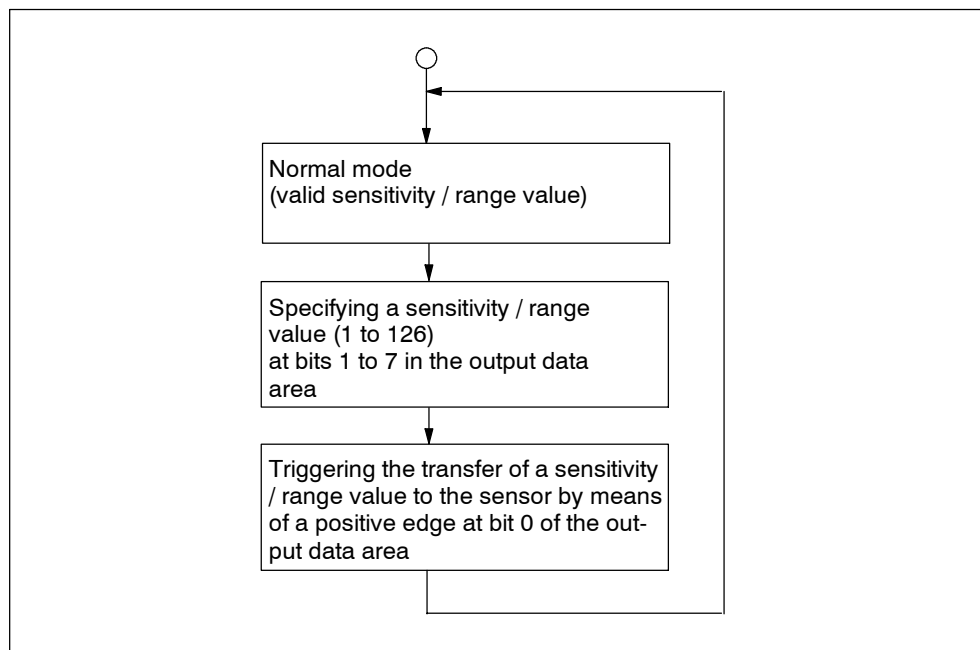 Normal mode
(valid sensitivity / range value)
Specifying a sensitivity / range
value (1 to 126)
at bits 1 to 7 in the output data
area
Triggering the transfer of a sensitivity
/ range value to the sensor by means
of a positive edge at bit 0 of the out-
put data area